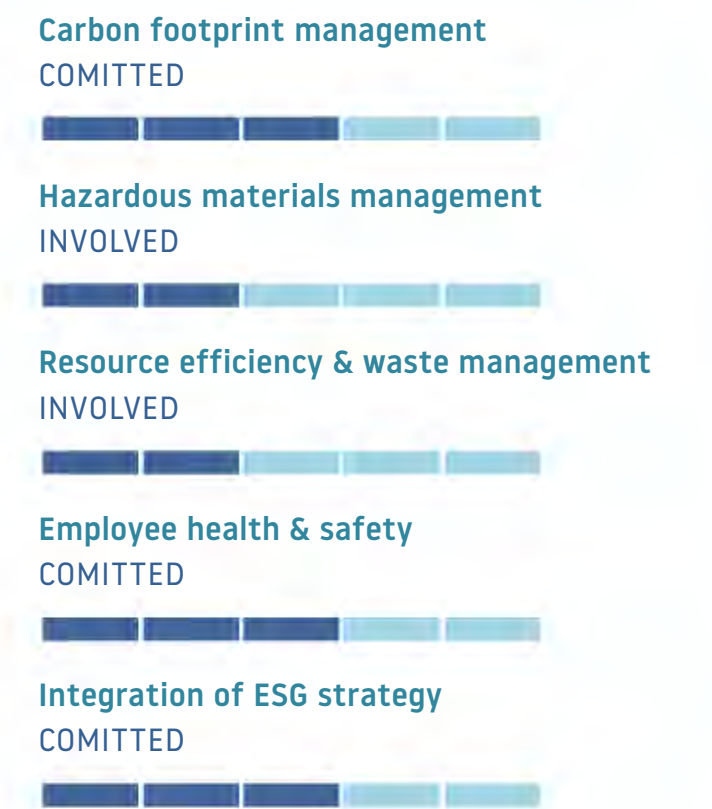 Carbon footprint management
COMITTED
Hazardous materials management
INVOLVED
Resource efficiency & waste management
INVOLVED
Employee health & safety
COMITTED
Integration of ESG strategy
COMITTED